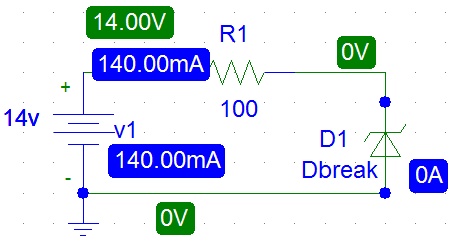 14.00V
R1
0V
140.00mA
+
14v
100
v1
D1
140.00mA
Dbreak
-
0A
0V